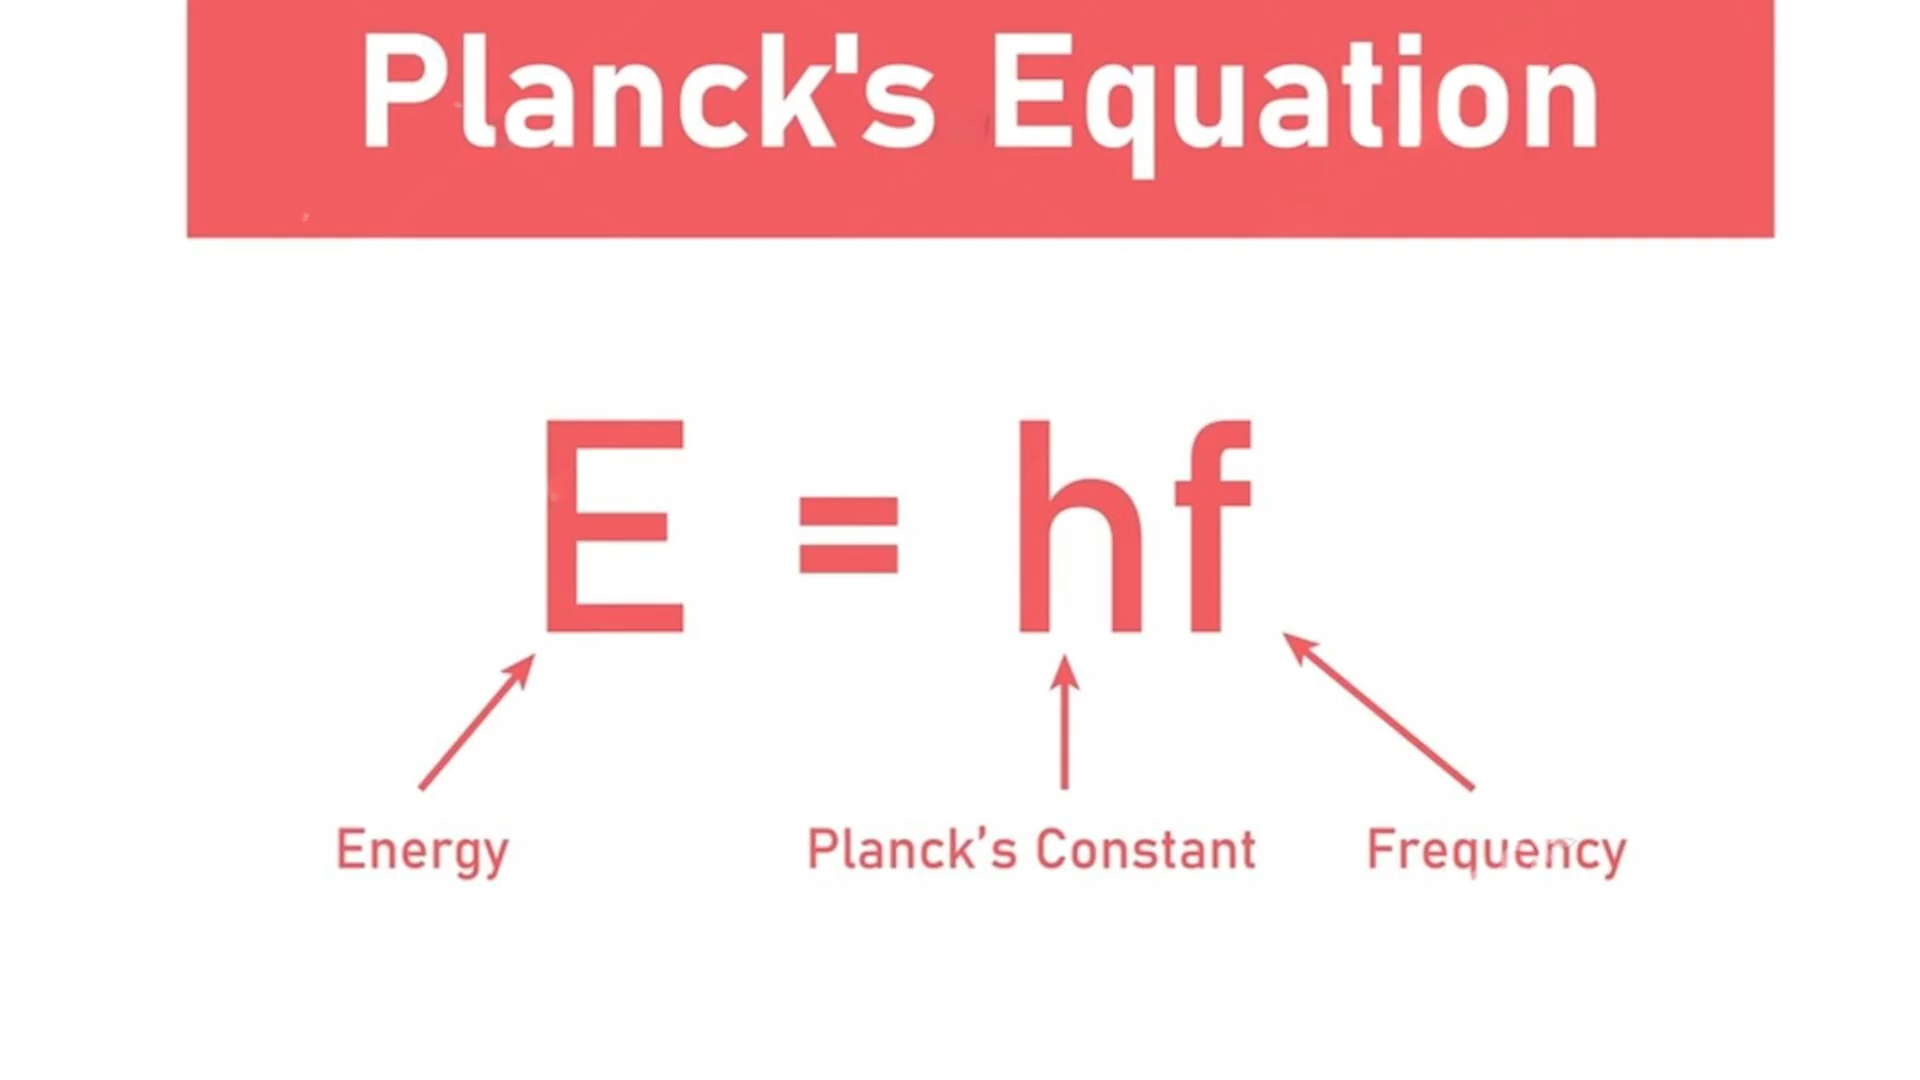 Planck's Equation
E = hf
Energy
Planck’s Constant
Frequency